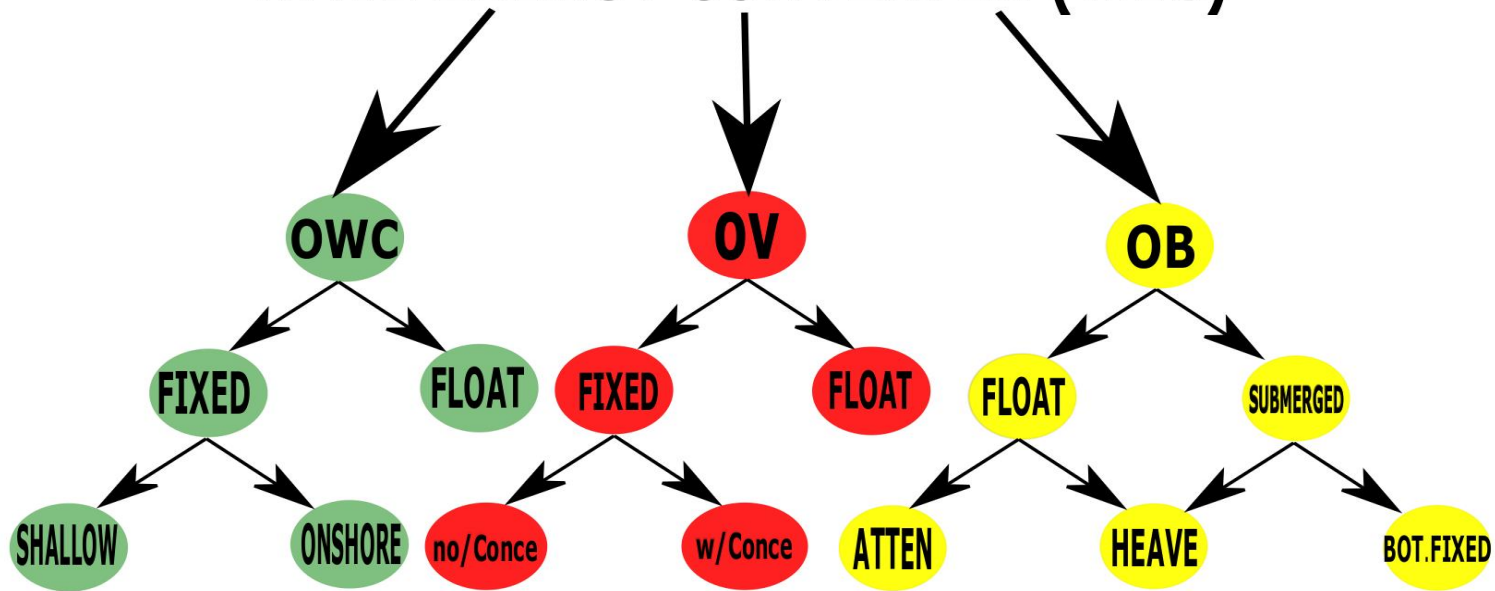 OWC
OV
OB
FIXED
FLOAT
FIXED
FLOAT
FLOAT
SUBMERGED
SHALLOW
ONSHORE
no/Conce
w/Conce
ATTEN
HEAVE
BOT.FIXED